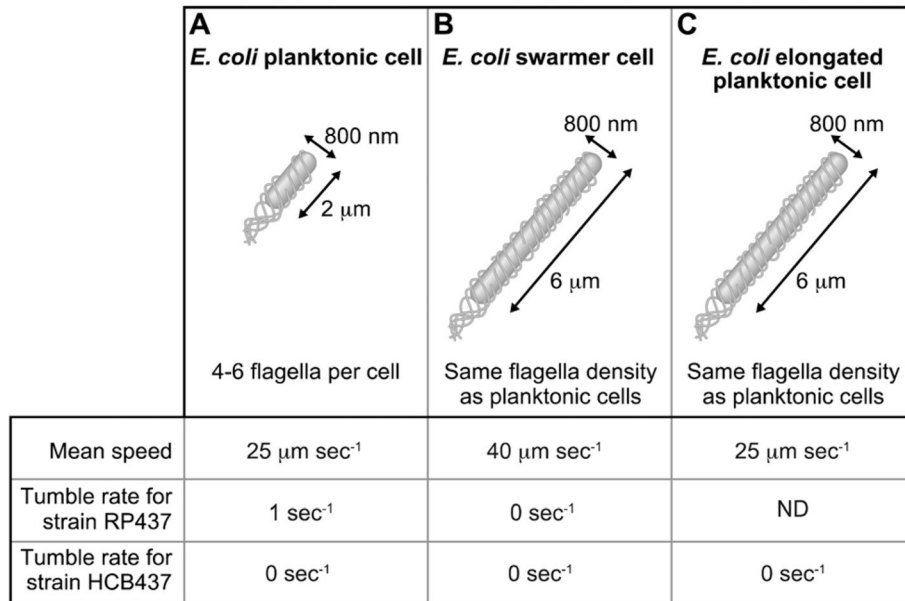 A
E. coli planktonic cell
800 nm
2 μm
4-6 flagella per cell
B
E. coli swarmer cell
800 nm
6 μm
Same flagella density
as planktonic cells
C
E. coli elongated
planktonic cell
800 nm
6 μm
Same flagella density
as planktonic cells
Mean speed
25 μm sec⁻¹
40 μm sec⁻¹
25 μm sec⁻¹
Tumble rate for
strain RP437
1 sec⁻¹
0 sec⁻¹
ND
Tumble rate for
strain HCB437
0 sec⁻¹
0 sec⁻¹
0 sec⁻¹